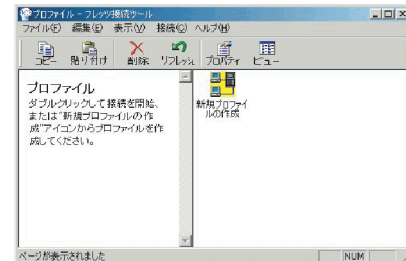 プロファイル - フレッツ接続ツール
ファイル(F) 編集(E) 表示(V) 接続(C) ヘルプ(H)
コピー 貼り付け 削除 リフレッシュ プロパティ ビュー
プロファイル
ダブルクリックして接続を開始、
または"新規プロファイルの作
成"アイコンからプロファイルを作
成してください。
新規プロファイ
ルの作成
ページが表示されました
NUM